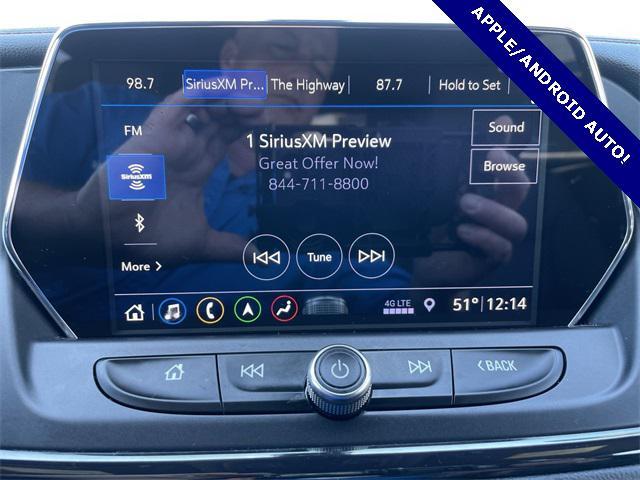 APPLE/ANDROID AUTO!
98.7
SiriusXM Pr...
The Highway
87.7
Hold to Set
FM
SiriusXM
More >
1 SiriusXM Preview
Great Offer Now!
844-711-8800
Sound
Browse
Tune
4G LTE
51° 12:14
<BACK